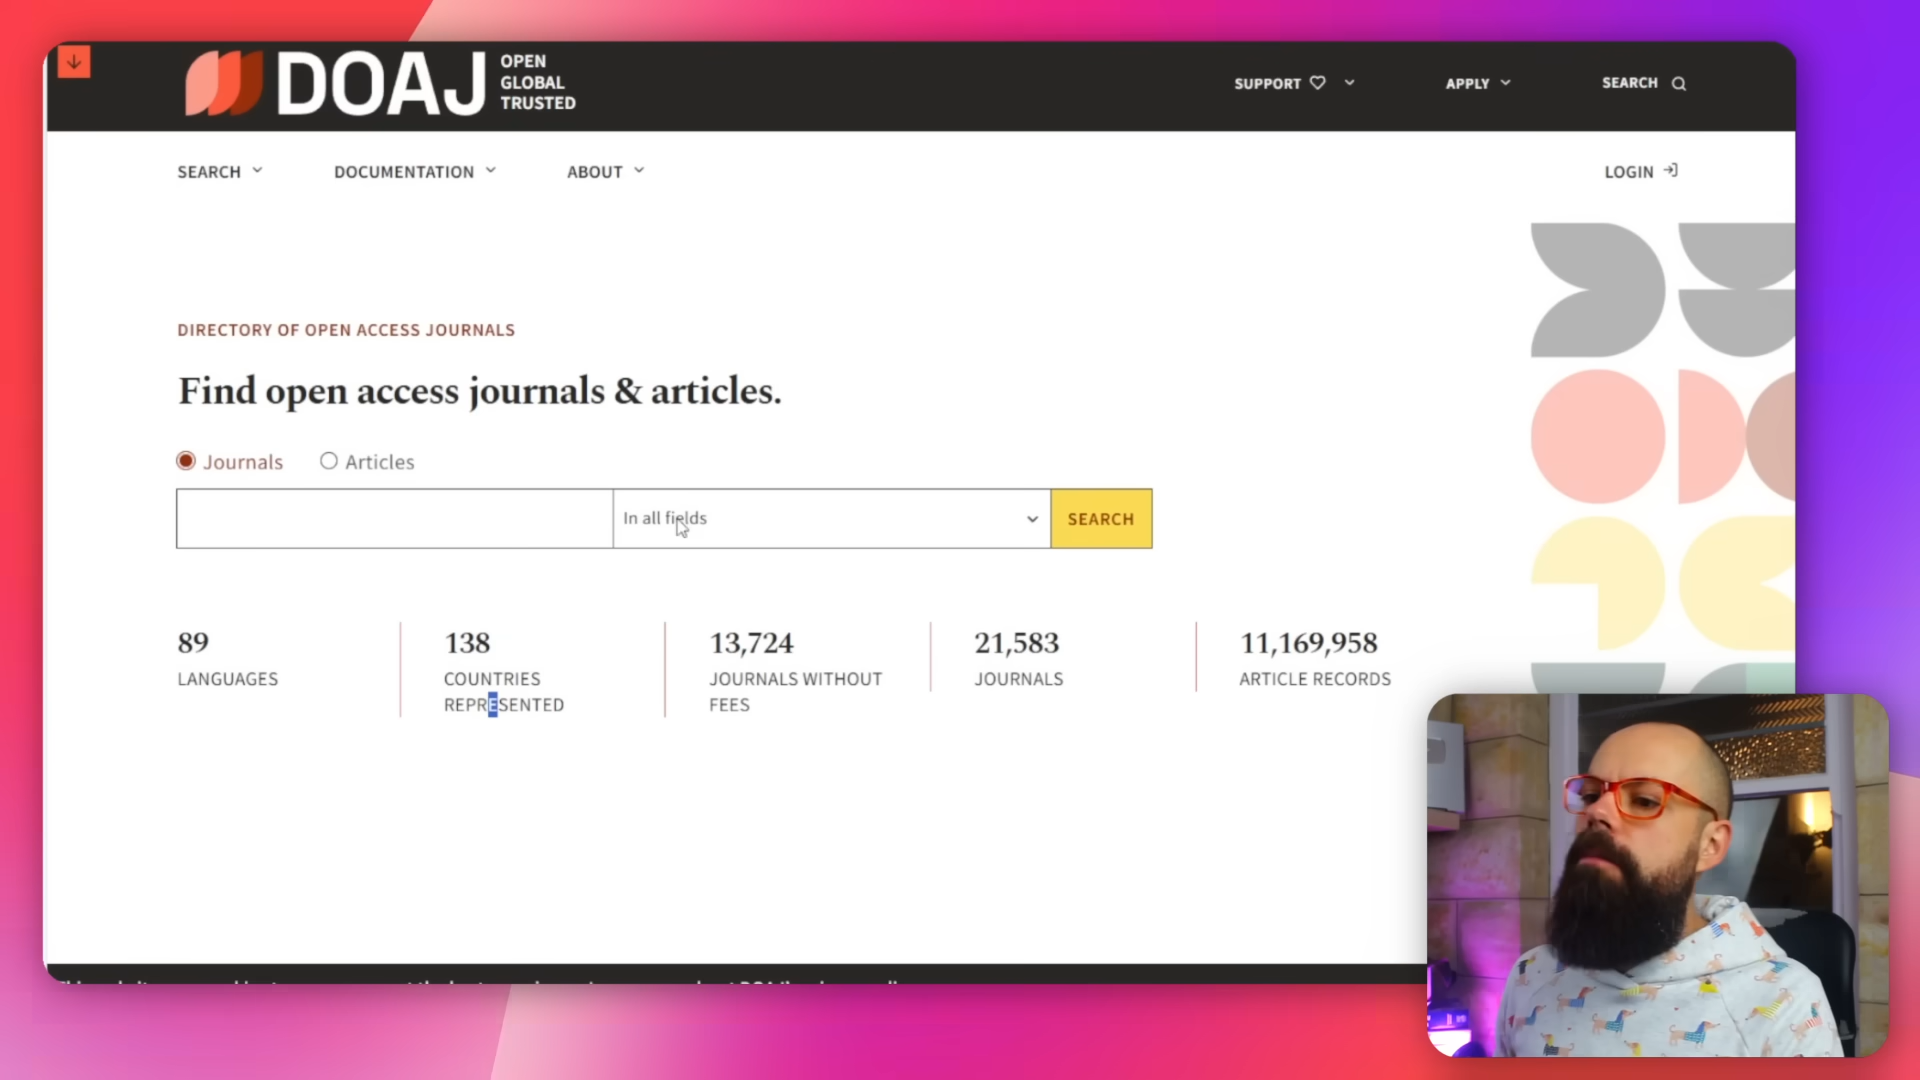 DOAJ
OPEN
GLOBAL
TRUSTED
SUPPORT
APPLY
SEARCH
SEARCH
DOCUMENTATION
ABOUT
LOGIN
DIRECTORY OF OPEN ACCESS JOURNALS
Find open access journals & articles.
Journals
Articles
In all fields
SEARCH
89
LANGUAGES
138
COUNTRIES
REPRESENTED
13,724
JOURNALS WITHOUT
FEES
21,583
JOURNALS
11,169,958
ARTICLE RECORDS